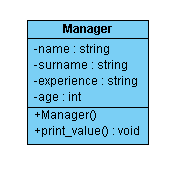 Manager
-name : string
-surname : string
-experience : string
-age : int
+Manager()
+print_value() : void